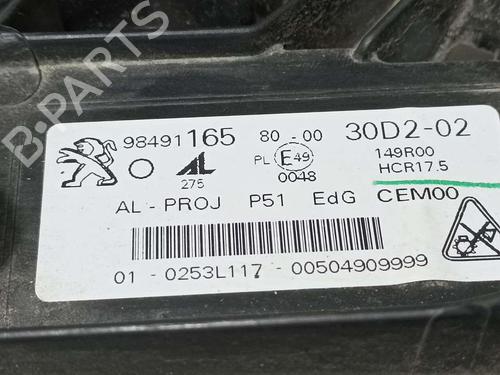 B-PARTS
98491165 80-00 30D2-02
AL 275 PL E49 0048 149R00 HCR17.5
AL-PROJ P51 EdG CEM00
01 - 0253L117 - 00504909999